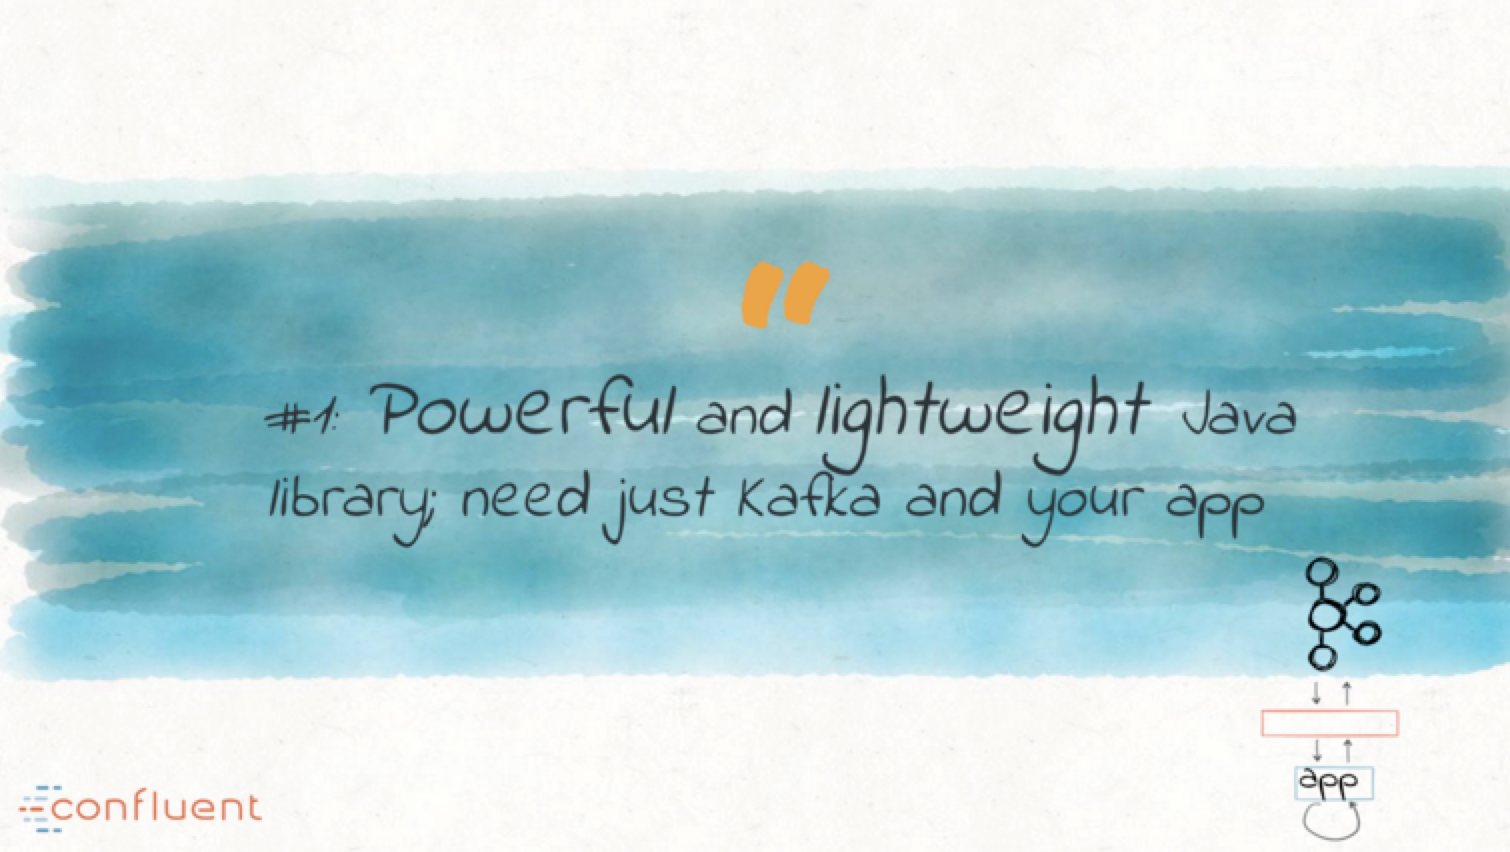 “
#1: Powerful and lightweight Java
library; need just Kafka and your app
app
confluent